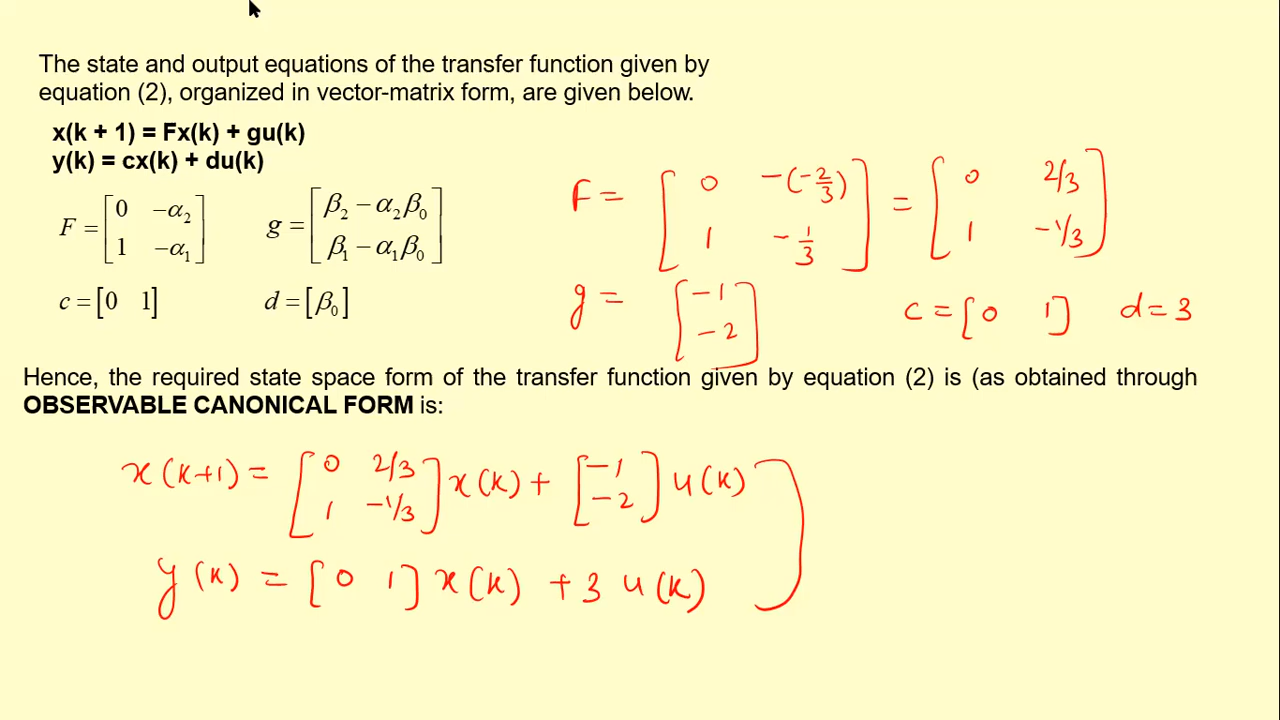 The state and output equations of the transfer function given by
equation (2), organized in vector-matrix form, are given below.
x(k + 1) = Fx(k) + gu(k)
y(k) = cx(k) + du(k)
F = [0 −α₂; 1 −α₁] g = [β₂ − α₂β₀; β₁ − α₁β₀]
c = [0 1] d = [β₀]
F = [0 −(−2/3); 1 −1/3] = [0 2/3; 1 −1/3]
g = [−1; −2] c = [0 1] d = 3
Hence, the required state space form of the transfer function given by equation (2) is (as obtained through
OBSERVABLE CANONICAL FORM is:
x(k+1) = [0 2/3; 1 −1/3] x(k) + [−1; −2] u(k)
y(k) = [0 1] x(k) + 3 u(k)